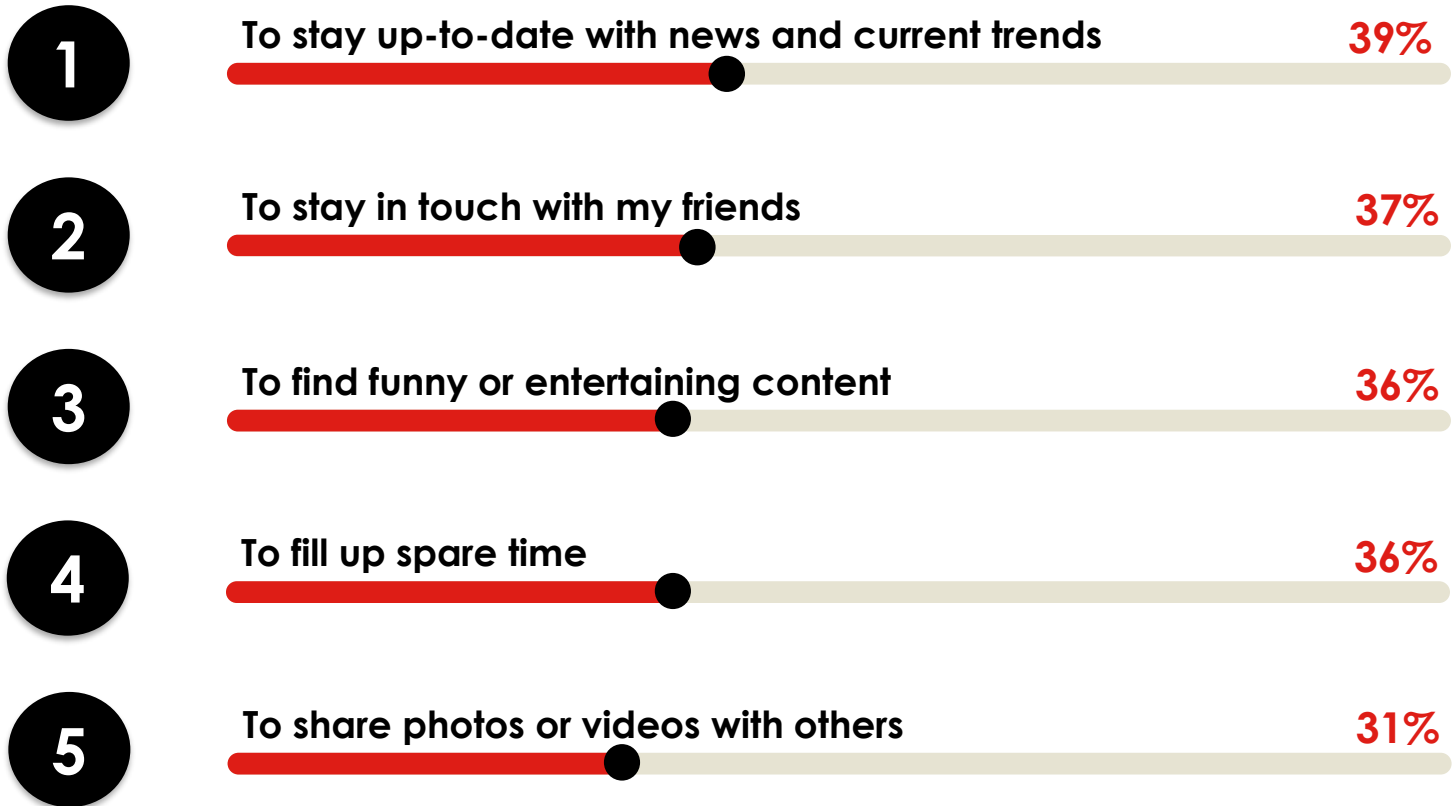 1
To stay up-to-date with news and current trends 39%
2
To stay in touch with my friends 37%
3
To find funny or entertaining content 36%
4
To fill up spare time 36%
5
To share photos or videos with others 31%